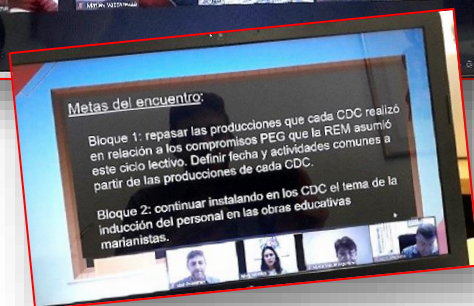 Metas del encuentro:
Bloque 1: repasar las producciones que cada CDC realizó
en relación a los compromisos PEG que la REM asumió
este ciclo lectivo. Definir fecha y actividades comunes a
partir de las producciones de cada CDC.
Bloque 2: continuar instalando en los CDC el tema de la
inducción del personal en las obras educativas
marianistas.